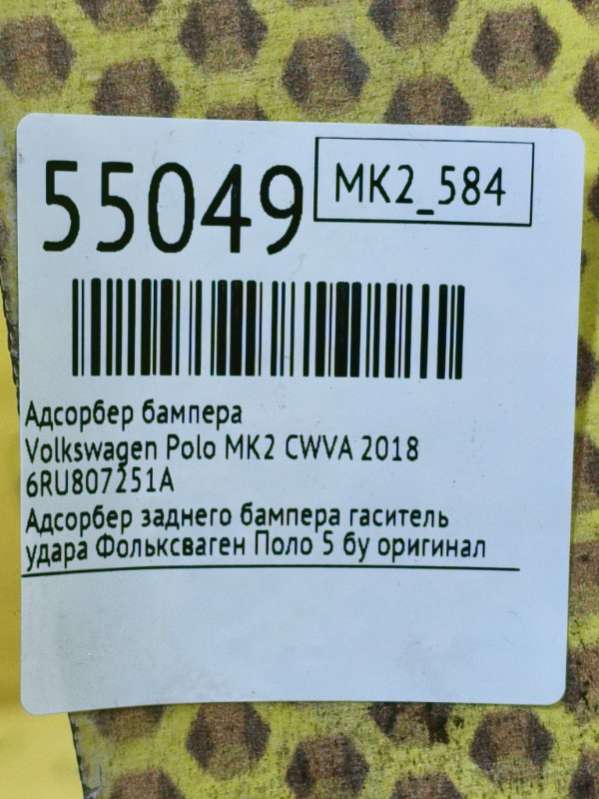 55049
MK2_584
Адсорбер бампера
Volkswagen Polo MK2 CWVA 2018
6RU807251A
Адсорбер заднего бампера гаситель
удара Фольксваген Поло 5 бу оригинал